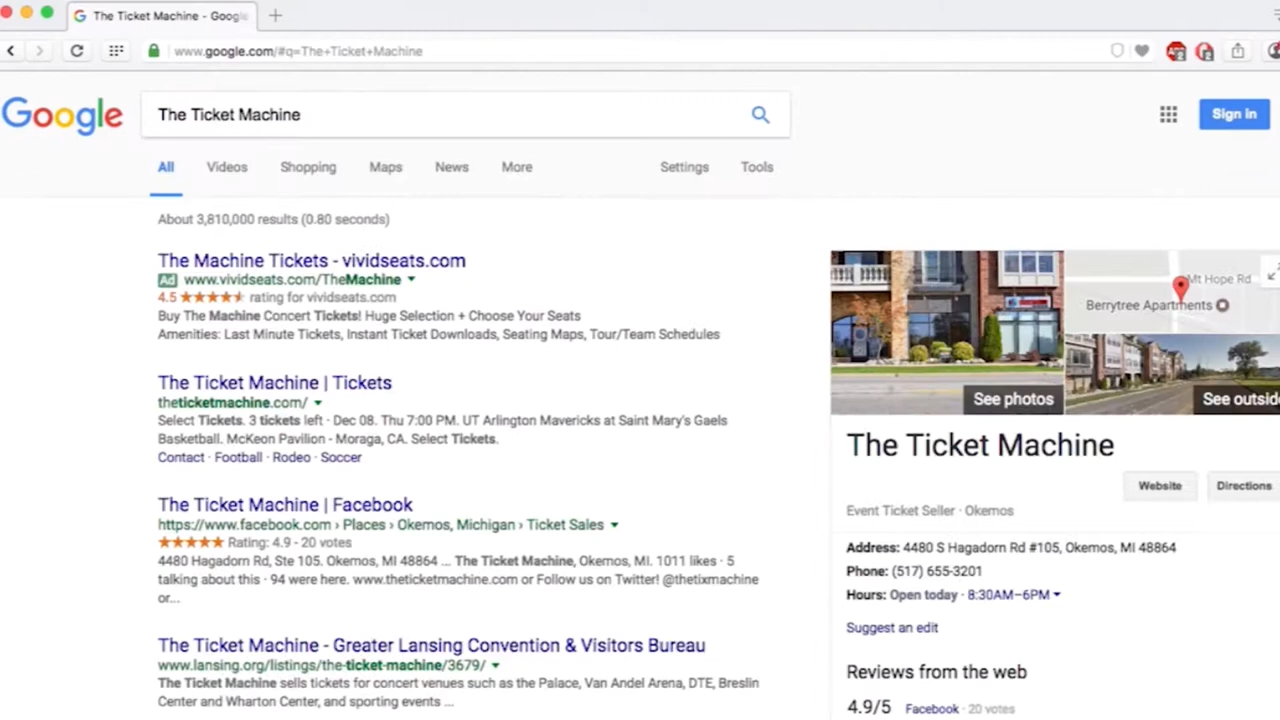 The Ticket Machine - Google
www.google.com/#q=The+Ticket+Machine
Google
The Ticket Machine
Sign in
All Videos Shopping Maps News More Settings Tools
About 3,810,000 results (0.80 seconds)
The Machine Tickets - vividseats.com
Ad www.vividseats.com/TheMachine
4.5 rating for vividseats.com
Buy The Machine Concert Tickets! Huge Selection + Choose Your Seats
Amenities: Last Minute Tickets, Instant Ticket Downloads, Seating Maps, Tour/Team Schedules
The Ticket Machine | Tickets
theticketmachine.com/
Select Tickets. 3 tickets left · Dec 08. Thu 7:00 PM. UT Arlington Mavericks at Saint Mary's Gaels
Basketball. McKeon Pavilion - Moraga, CA. Select Tickets.
Contact · Football · Rodeo · Soccer
The Ticket Machine | Facebook
https://www.facebook.com › Places › Okemos, Michigan › Ticket Sales
Rating: 4.9 - 20 votes
4480 Hagadorn Rd, Ste 105. Okemos, MI 48864 ... The Ticket Machine, Okemos, MI. 1011 likes · 5
talking about this · 94 were here. www.theticketmachine.com or Follow us on Twitter! @thetixmachine
or...
The Ticket Machine - Greater Lansing Convention & Visitors Bureau
www.lansing.org/listings/the-ticket-machine/3679/
The Ticket Machine sells tickets for concert venues such as the Palace, Van Andel Arena, DTE, Breslin
Center and Wharton Center, and sporting events ...
Mt Hope Rd
Berrytree Apartments
See photos
See outside
The Ticket Machine
Website Directions
Event Ticket Seller · Okemos
Address: 4480 S Hagadorn Rd #105, Okemos, MI 48864
Phone: (517) 655-3201
Hours: Open today · 8:30AM–6PM
Suggest an edit
Reviews from the web
4.9/5 Facebook · 20 votes